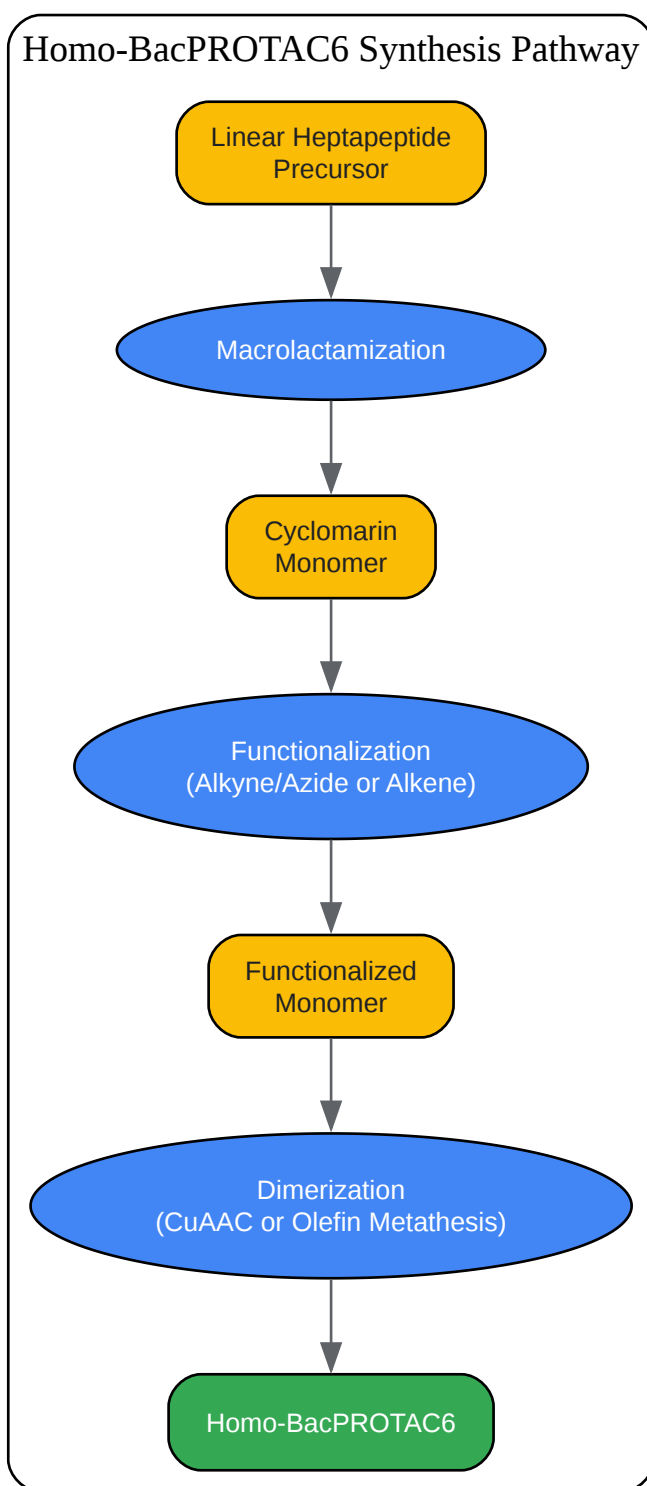 Homo-BacPROTAC6 Synthesis Pathway
Linear Heptapeptide
Precursor
Macrolactamization
Cyclomarin
Monomer
Functionalization
(Alkyne/Azide or Alkene)
Functionalized
Monomer
Dimerization
(CuAAC or Olefin Metathesis)
Homo-BacPROTAC6